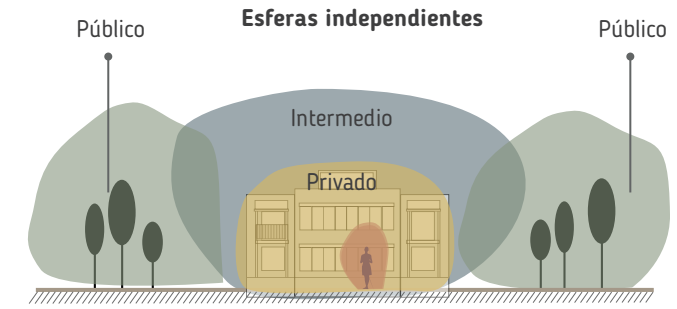 Esferas independientes
Público
Público
Intermedio
Privado